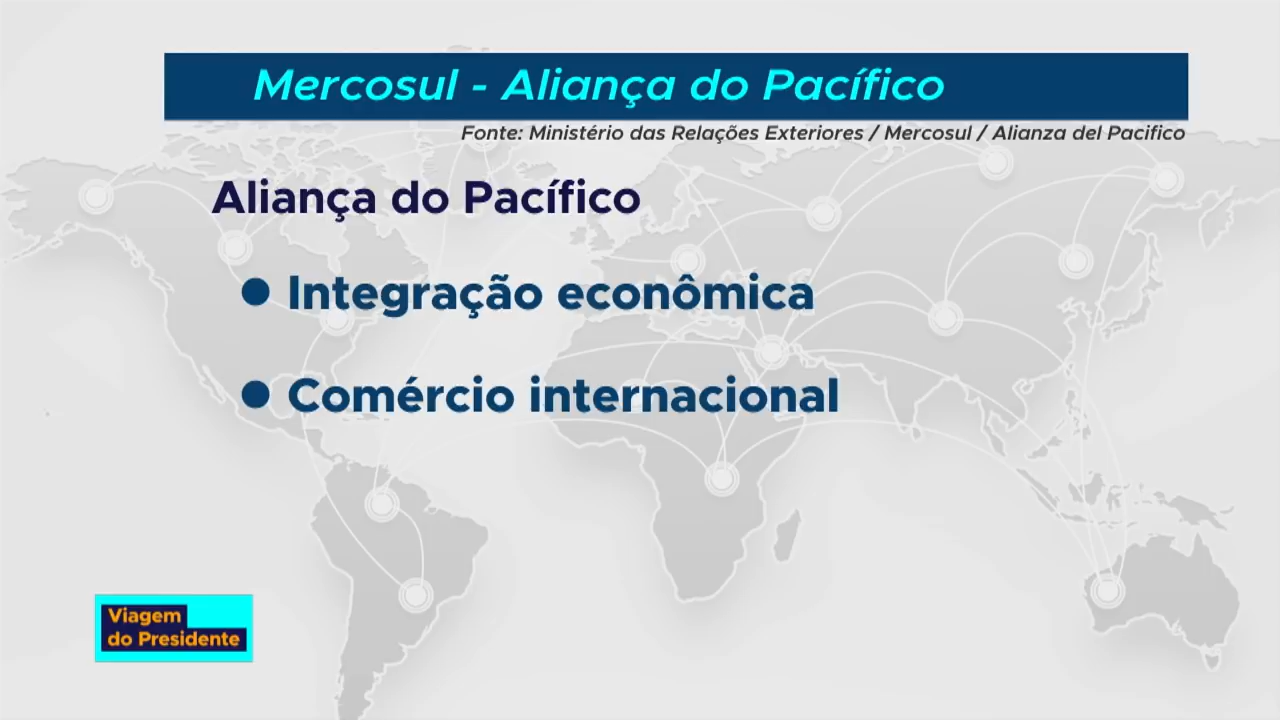 Mercosul - Aliança do Pacífico
Fonte: Ministério das Relações Exteriores / Mercosul / Alianza del Pacifico
Aliança do Pacífico
● Integração econômica
● Comércio internacional
Viagem
do Presidente